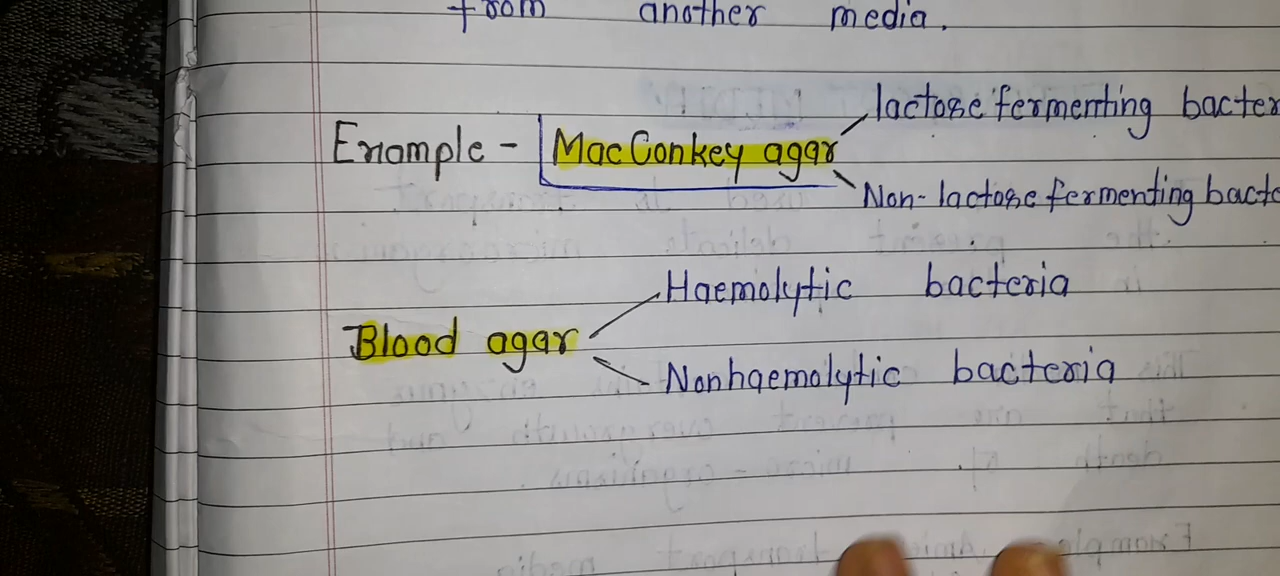 from another media.
lactose fermenting bacter
Example - MacConkey agar
Non-lactose fermenting bacte
Haemolytic bacteria
Blood agar
Nonhaemolytic bacteria